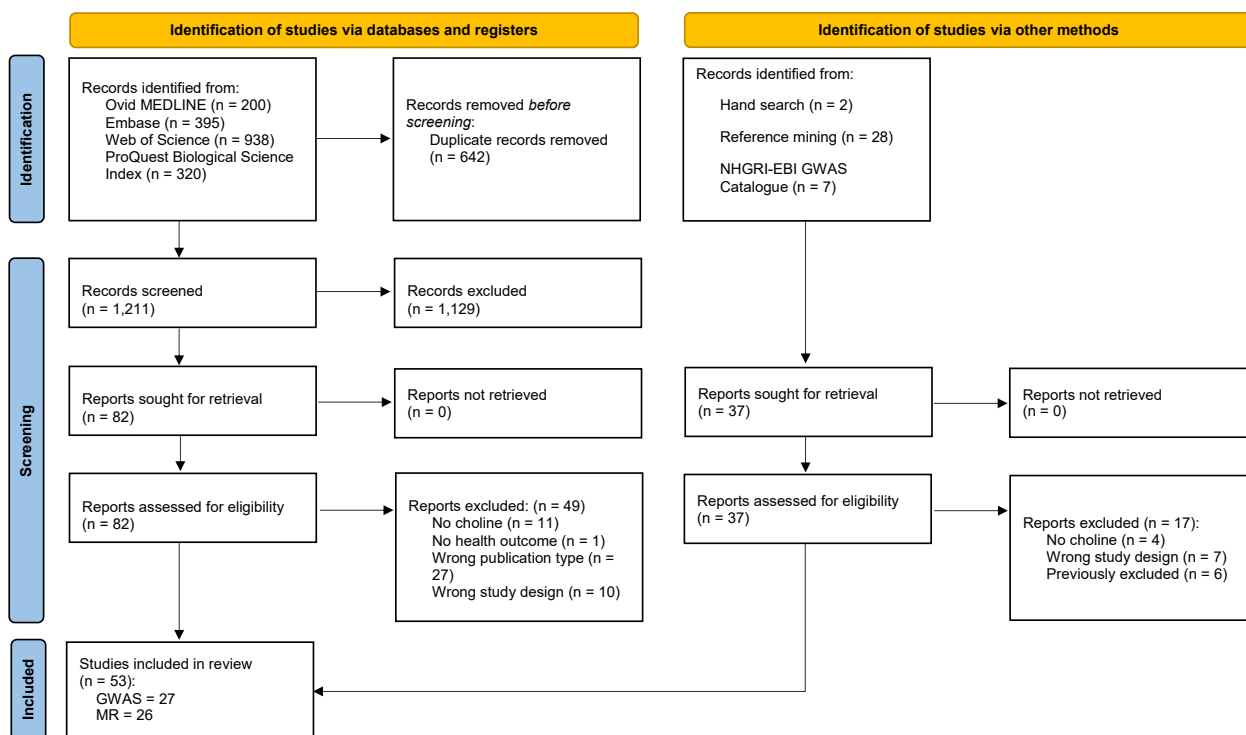 Identification of studies via databases and registers
Identification of studies via other methods
Identification
Records identified from:
Ovid MEDLINE (n = 200)
Embase (n = 395)
Web of Science (n = 938)
ProQuest Biological Science
Index (n = 320)
Records removed before
screening:
Duplicate records removed
(n = 642)
Records identified from:
Hand search (n = 2)
Reference mining (n = 28)
NHGRI-EBI GWAS
Catalogue (n = 7)
Screening
Records screened
(n = 1,211)
Records excluded
(n = 1,129)
Reports sought for retrieval
(n = 82)
Reports not retrieved
(n = 0)
Reports sought for retrieval
(n = 37)
Reports not retrieved
(n = 0)
Reports assessed for eligibility
(n = 82)
Reports excluded: (n = 49)
No choline (n = 11)
No health outcome (n = 1)
Wrong publication type (n =
27)
Wrong study design (n = 10)
Reports assessed for eligibility
(n = 37)
Reports excluded (n = 17):
No choline (n = 4)
Wrong study design (n = 7)
Previously excluded (n = 6)
Included
Studies included in review
(n = 53):
GWAS = 27
MR = 26